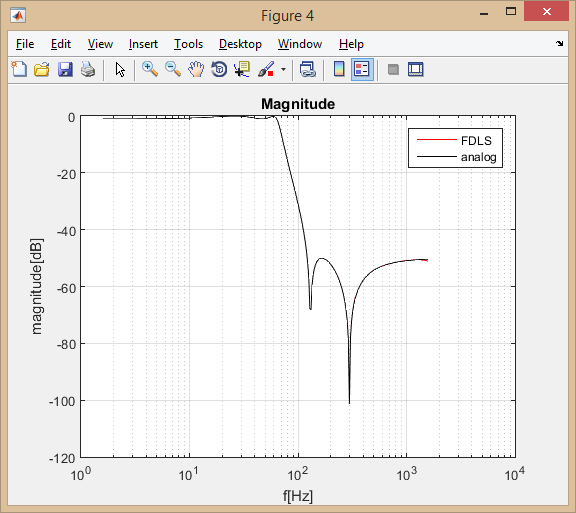 Figure 4
File Edit View Insert Tools Desktop Window Help
Magnitude
FDLS
analog
magnitude[dB]
0
-20
-40
-60
-80
-100
-120
10^0 10^1 10^2 10^3 10^4
f[Hz]